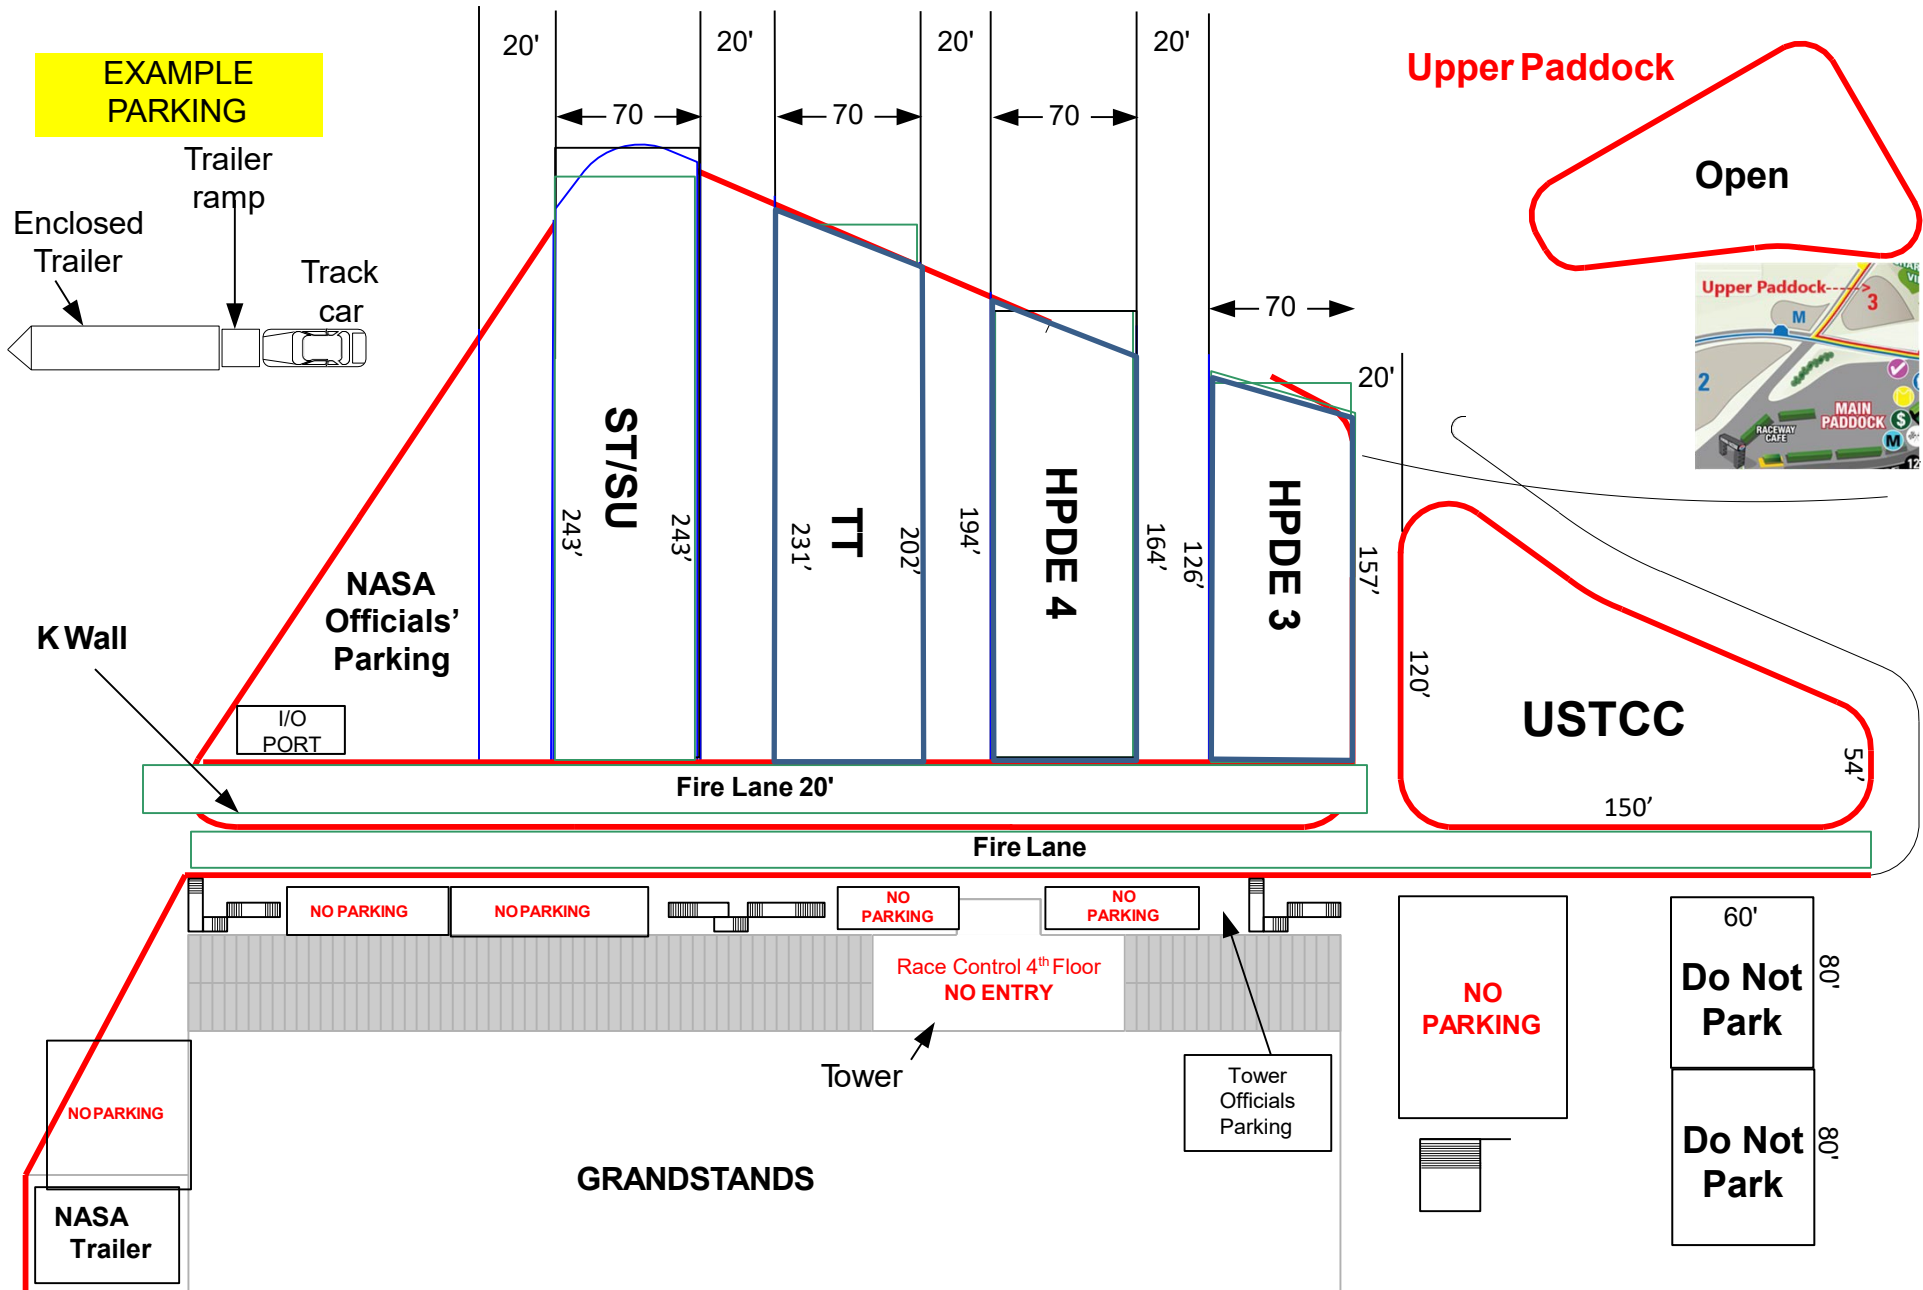 20'
20'
20'
20'
Upper Paddock
EXAMPLE
PARKING
70
70
70
Trailer
ramp
Open
Enclosed
Trailer
Track
car
Upper Paddock----->
3
M
70
20'
2
MAIN
PADDOCK
$
RACEWAY
CAFE
M
12
ST/SU
243’
243’
TT
231’
202’
HPDE 4
194’
164’
HPDE 3
126’
157’
NASA
Officials’
Parking
K Wall
120’
USTCC
54’
150’
I/O
PORT
Fire Lane 20'
Fire Lane
NO PARKING
NO PARKING
NO
PARKING
NO
PARKING
60'
80'
Do Not
Park
Race Control 4th Floor
NO ENTRY
NO
PARKING
Tower
Tower
Officials
Parking
NO PARKING
Do Not
Park
80'
GRANDSTANDS
NASA
Trailer